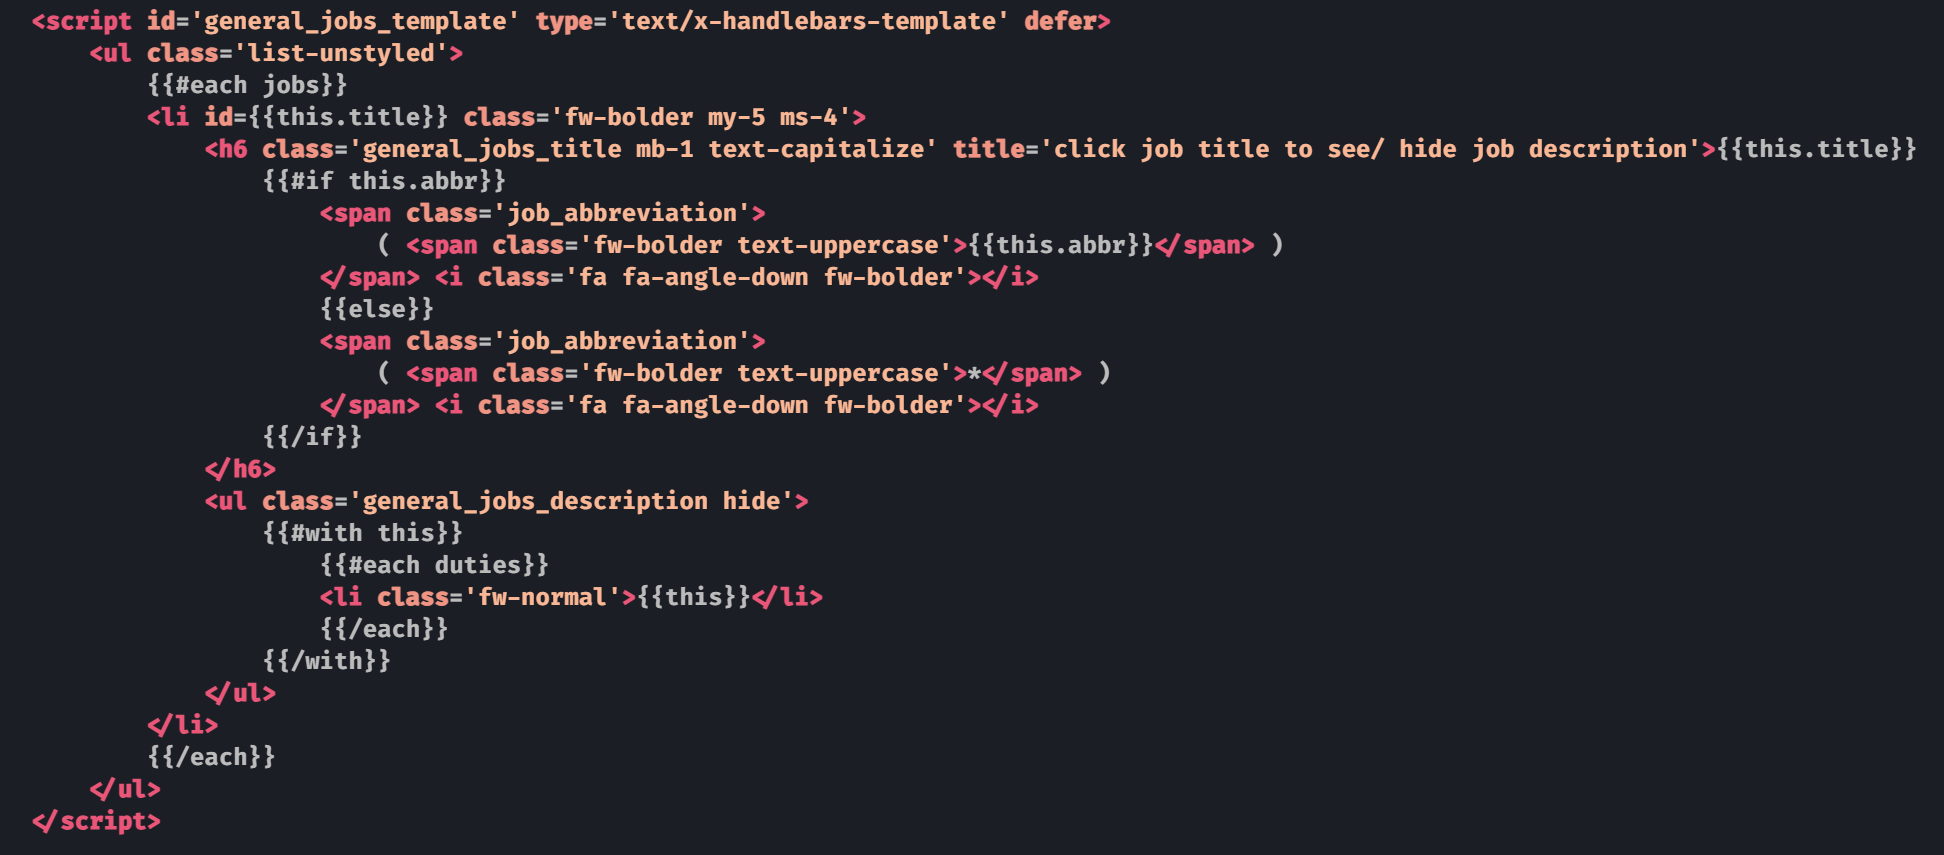 <script id='general_jobs_template' type='text/x-handlebars-template' defer>
    <ul class='list-unstyled'>
        {{#each jobs}}
        <li id={{this.title}} class='fw-bolder my-5 ms-4'>
            <h6 class='general_jobs_title mb-1 text-capitalize' title='click job title to see/ hide job description'>{{this.title}}
                {{#if this.abbr}}
                    <span class='job_abbreviation'>
                        ( <span class='fw-bolder text-uppercase'>{{this.abbr}}</span> )
                    </span> <i class='fa fa-angle-down fw-bolder'></i>
                    {{else}}
                    <span class='job_abbreviation'>
                        ( <span class='fw-bolder text-uppercase'>*</span> )
                    </span> <i class='fa fa-angle-down fw-bolder'></i>
                {{/if}}
            </h6>
            <ul class='general_jobs_description hide'>
                {{#with this}}
                    {{#each duties}}
                    <li class='fw-normal'>{{this}}</li>
                    {{/each}}
                {{/with}}
            </ul>
        </li>
        {{/each}}
    </ul>
</script>